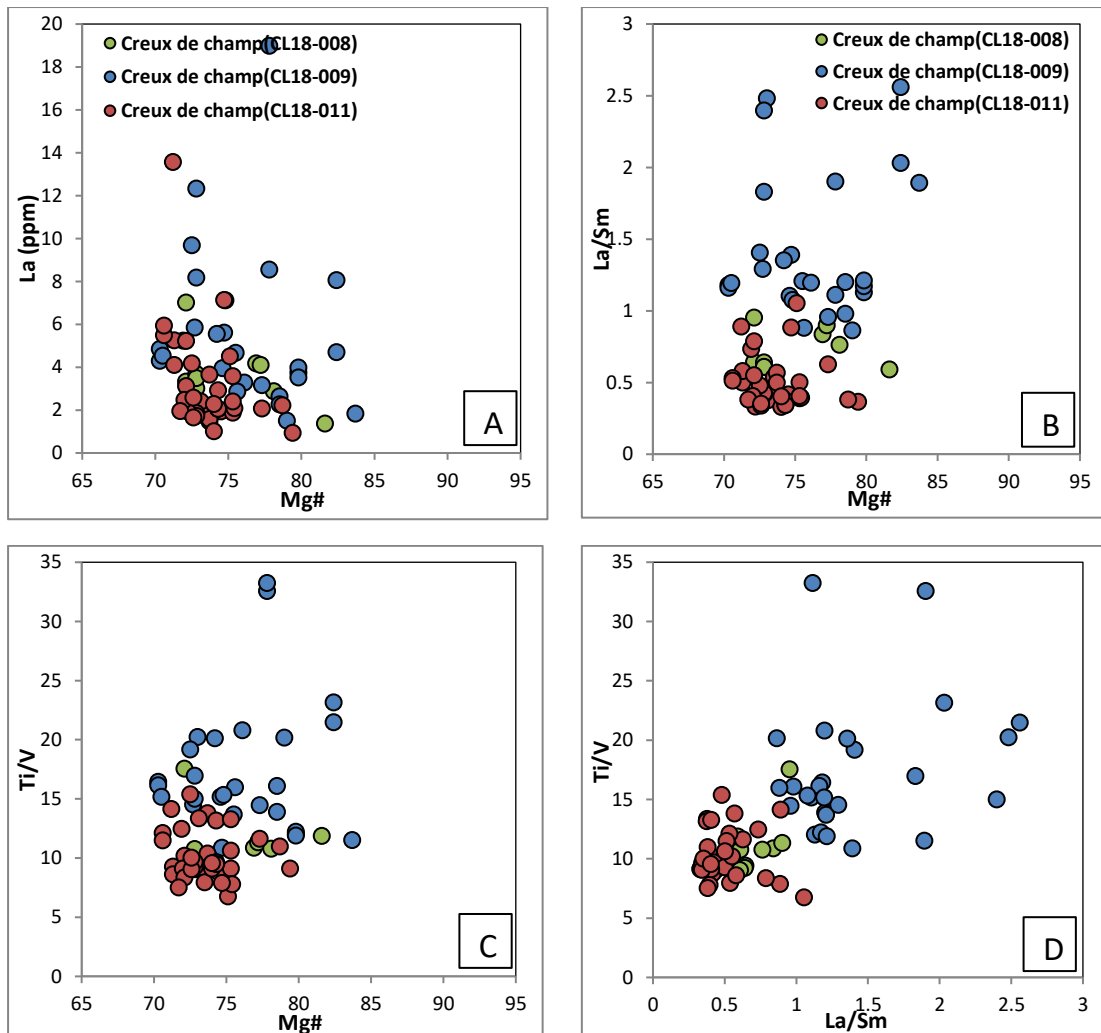 20
18
16
14
12
10
8
6
4
2
0
65 70 75 80 85 90 95
La (ppm)
Mg#
Creux de champ(CL18-008)
Creux de champ(CL18-009)
Creux de champ(CL18-011)
A
3
2.5
2
1.5
1
0.5
0
65 70 75 80 85 90 95
La/Sm
Mg#
Creux de champ(CL18-008)
Creux de champ(CL18-009)
Creux de champ(CL18-011)
B
35
30
25
20
15
10
5
0
65 70 75 80 85 90 95
Ti/V
Mg#
C
35
30
25
20
15
10
5
0
0 0.5 1 1.5 2 2.5 3
Ti/V
La/Sm
D